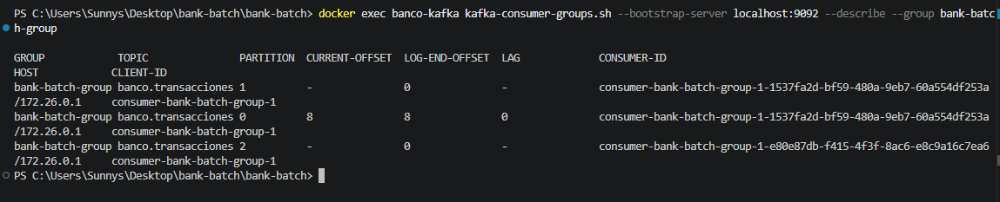 PS C:\Users\Sunnys\Desktop\bank-batch\bank-batch> docker exec banco-kafka kafka-consumer-groups.sh --bootstrap-server localhost:9092 --describe --group bank-batc
h-group
GROUP TOPIC PARTITION CURRENT-OFFSET LOG-END-OFFSET LAG CONSUMER-ID
HOST CLIENT-ID
bank-batch-group banco.transacciones 1 - 0 - consumer-bank-batch-group-1-1537fa2d-bf59-480a-9eb7-60a554df253a
/172.26.0.1 consumer-bank-batch-group-1
bank-batch-group banco.transacciones 0 8 8 0 consumer-bank-batch-group-1-1537fa2d-bf59-480a-9eb7-60a554df253a
/172.26.0.1 consumer-bank-batch-group-1
bank-batch-group banco.transacciones 2 - 0 - consumer-bank-batch-group-1-e80e87db-f415-4f3f-8ac6-e8c9a16c7ea6
/172.26.0.1 consumer-bank-batch-group-1
PS C:\Users\Sunnys\Desktop\bank-batch\bank-batch>